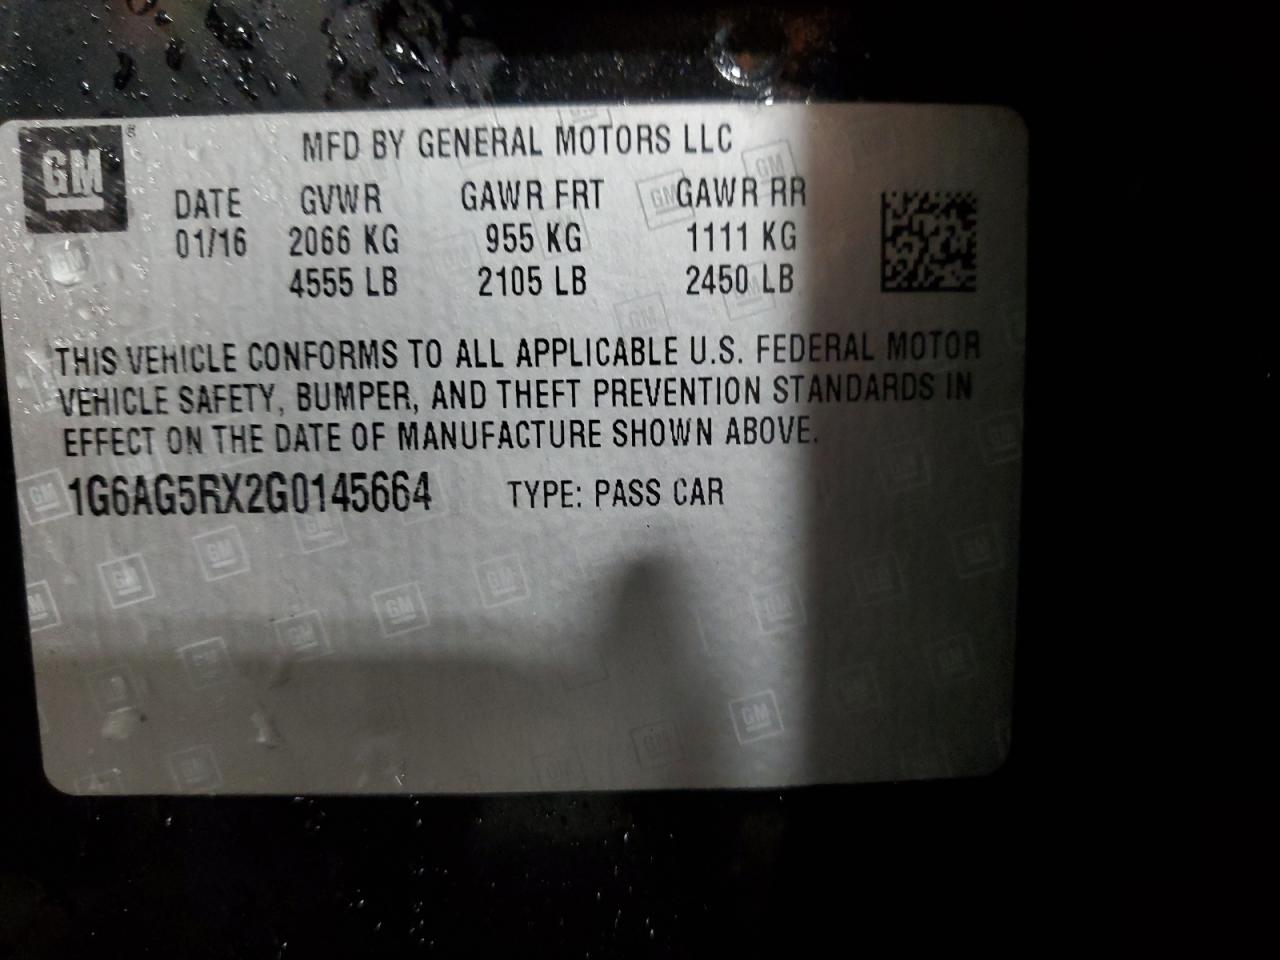 GM
MFD BY GENERAL MOTORS LLC
DATE GVWR GAWR FRT GAWR RR
01/16 2066 KG 955 KG 1111 KG
4555 LB 2105 LB 2450 LB
THIS VEHICLE CONFORMS TO ALL APPLICABLE U.S. FEDERAL MOTOR
VEHICLE SAFETY, BUMPER, AND THEFT PREVENTION STANDARDS IN
EFFECT ON THE DATE OF MANUFACTURE SHOWN ABOVE.
1G6AG5RX2G0145664 TYPE: PASS CAR